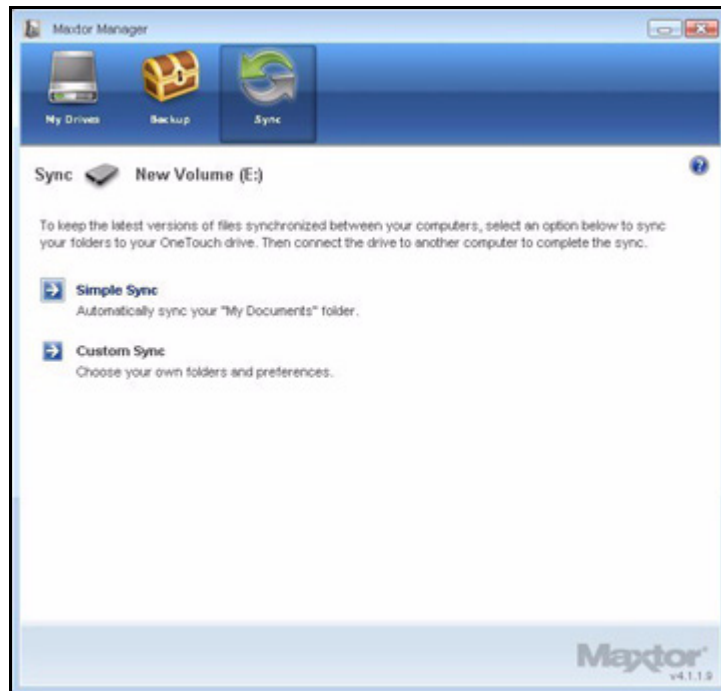 Maxtor Manager
My Drives Backup Sync
Sync New Volume (E:)
To keep the latest versions of files synchronized between your computers, select an option below to sync
your folders to your OneTouch drive. Then connect the drive to another computer to complete the sync.
Simple Sync
Automatically sync your "My Documents" folder.
Custom Sync
Choose your own folders and preferences.
Maxtor
v4.1.1.9